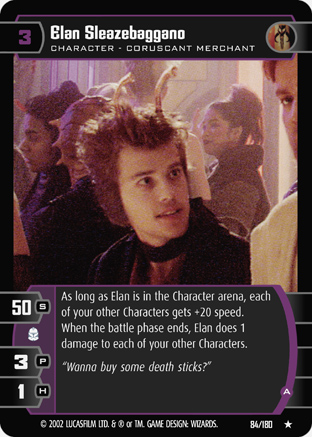 3
Elan Sleazebaggano
CHARACTER - CORUSCANT MERCHANT
50 S
As long as Elan is in the Character arena, each
of your other Characters gets +20 speed.
When the battle phase ends, Elan does 1
damage to each of your other Characters.
3 P
"Wanna buy some death sticks?"
1 H
A
© 2002 LUCASFILM LTD. & ® or TM. GAME DESIGN: WIZARDS.
84/180